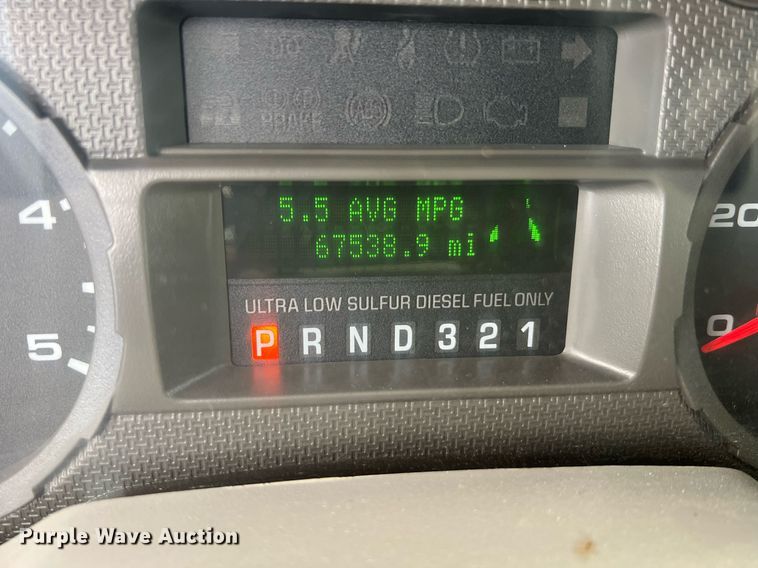 BRAKE
ABS
5.5 AVG MPG
67538.9 mi
4
5
20
0
ULTRA LOW SULFUR DIESEL FUEL ONLY
P R N D 3 2 1
Purple Wave Auction